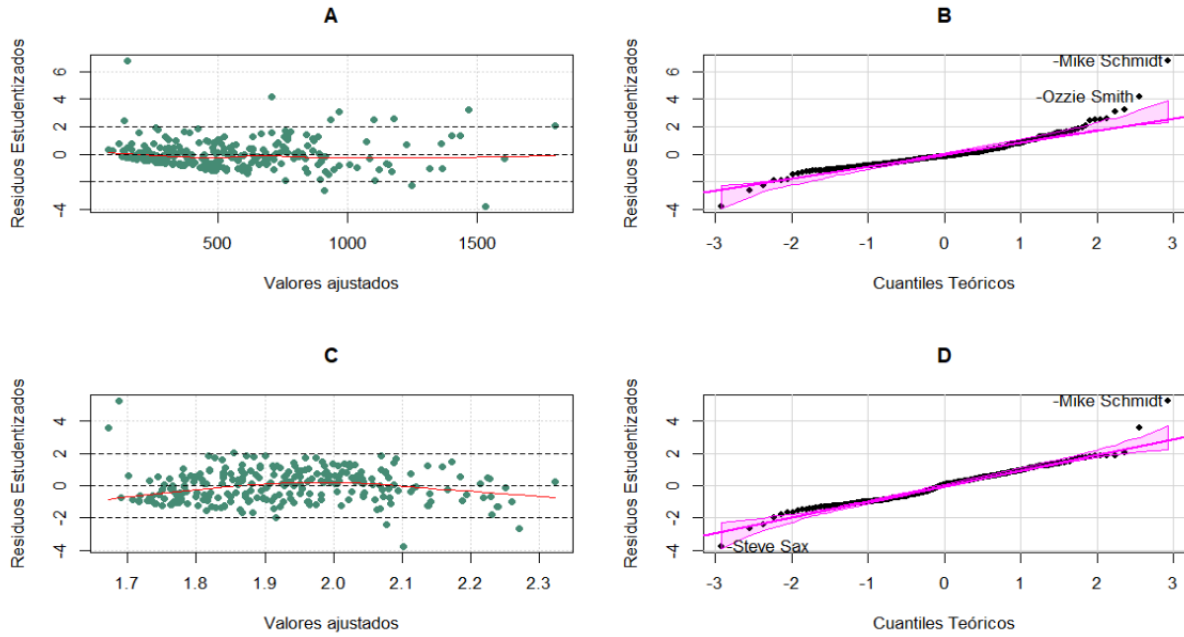 A
Residuos Estudentizados
6
4
2
0
-4
500
1000
1500
Valores ajustados
B
Residuos Estudentizados
6
4
2
0
-4
-Mike Schmidt
-Ozzie Smith
-3
-2
-1
0
1
2
3
Cuantiles Teóricos
C
Residuos Estudentizados
4
2
0
-2
-4
1.7
1.8
1.9
2.0
2.1
2.2
2.3
Valores ajustados
D
Residuos Estudentizados
4
2
0
-2
-4
-Mike Schmidt
-Steve Sax
-3
-2
-1
0
1
2
3
Cuantiles Teóricos